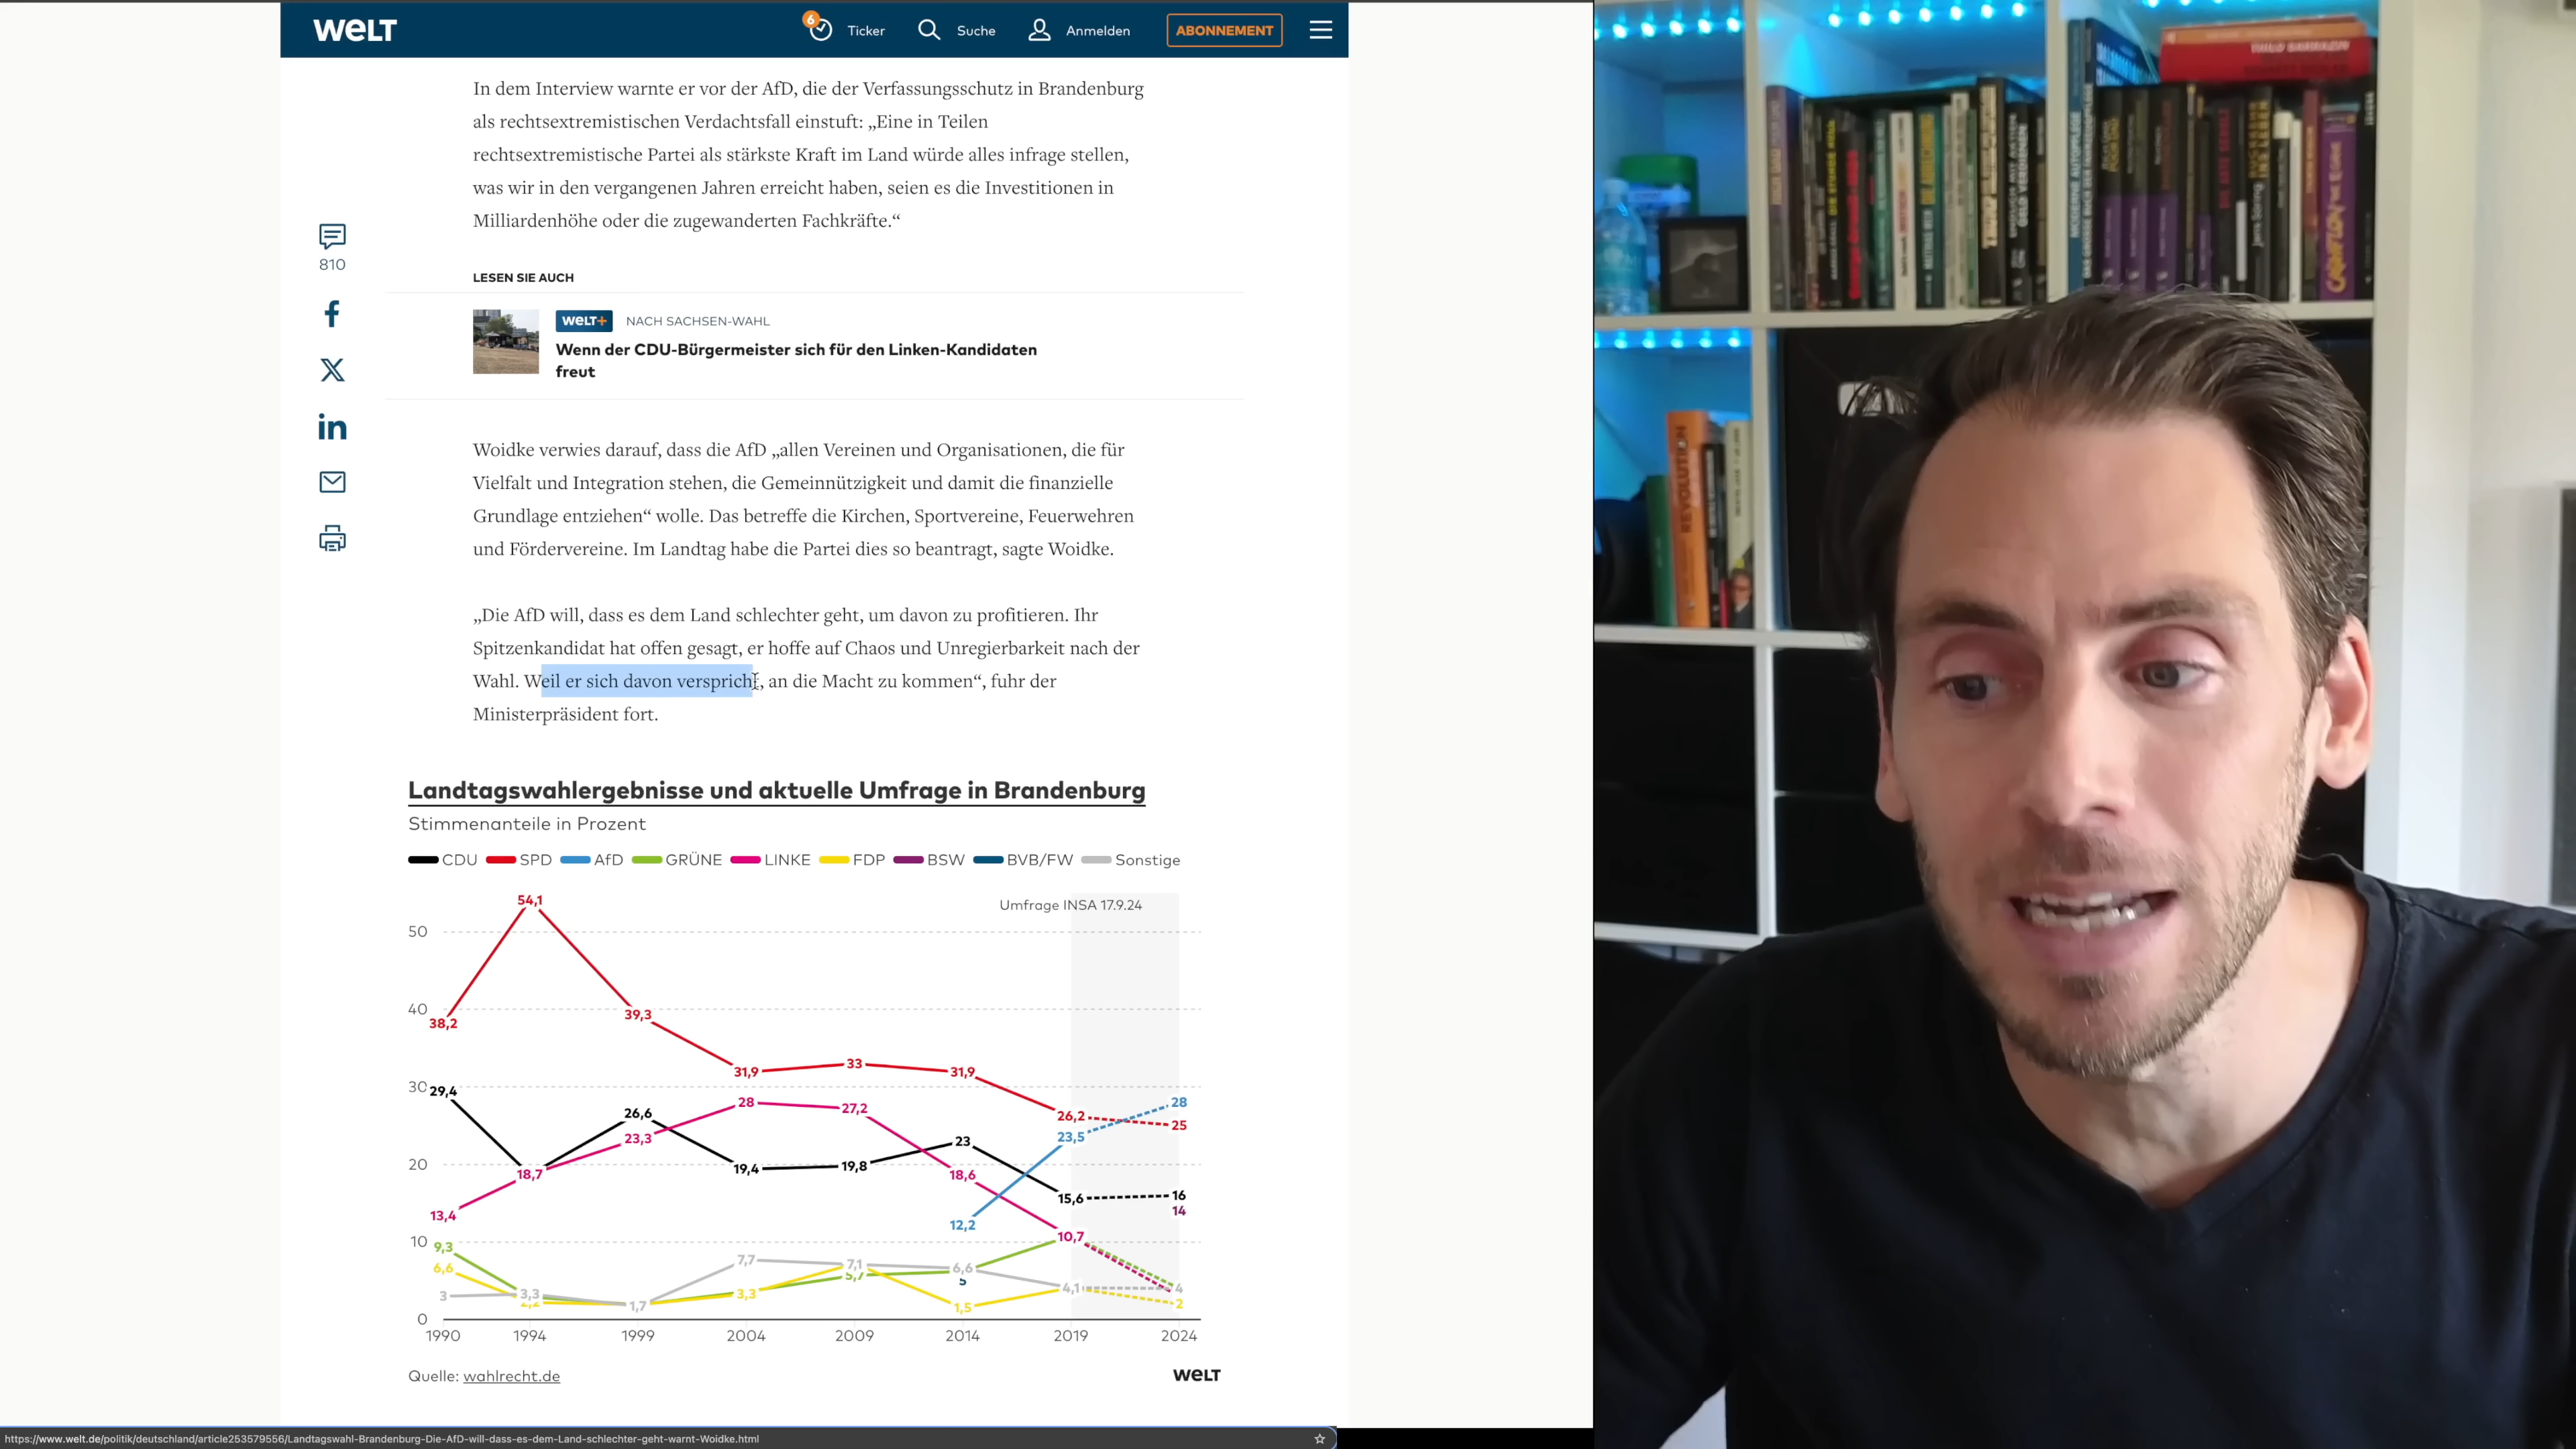 WELT
6
Ticker
Suche
Anmelden
ABONNEMENT
In dem Interview warnte er vor der AfD, die der Verfassungsschutz in Brandenburg
als rechtsextremistischen Verdachtsfall einstuft: „Eine in Teilen
rechtsextremistische Partei als stärkste Kraft im Land würde alles infrage stellen,
was wir in den vergangenen Jahren erreicht haben, seien es die Investitionen in
Milliardenhöhe oder die zugewanderten Fachkräfte.“
810
LESEN SIE AUCH
WELT+ NACH SACHSEN-WAHL
Wenn der CDU-Bürgermeister sich für den Linken-Kandidaten
freut
Woidke verwies darauf, dass die AfD „allen Vereinen und Organisationen, die für
Vielfalt und Integration stehen, die Gemeinnützigkeit und damit die finanzielle
Grundlage entziehen“ wolle. Das betreffe die Kirchen, Sportvereine, Feuerwehren
und Fördervereine. Im Landtag habe die Partei dies so beantragt, sagte Woidke.
„Die AfD will, dass es dem Land schlechter geht, um davon zu profitieren. Ihr
Spitzenkandidat hat offen gesagt, er hoffe auf Chaos und Unregierbarkeit nach der
Wahl. Weil er sich davon verspricht, an die Macht zu kommen“, fuhr der
Ministerpräsident fort.
Landtagswahlergebnisse und aktuelle Umfrage in Brandenburg
Stimmenanteile in Prozent
CDU SPD AfD GRÜNE LINKE FDP BSW BVB/FW Sonstige
Umfrage INSA 17.9.24
54,1
50
40
38,2
39,3
31,9
33
31,9
30
29,4
26,6
23,3
28
27,2
23
26,2
28
25
23,5
20
18,7
19,4
19,8
18,6
15,6
16
14
13,4
12,2
10,7
10
9,3
6,6
3
3,3
2,2
1,7
7,7
3,3
7,1
5,7
6,6
5
1,5
4,1
4
2
0
1990 1994 1999 2004 2009 2014 2019 2024
Quelle: wahlrecht.de
WELT
https://www.welt.de/politik/deutschland/article253579556/Landtagswahl-Brandenburg-Die-AfD-will-dass-es-dem-Land-schlechter-geht-warnt-Woidke.html
REVOLUTION